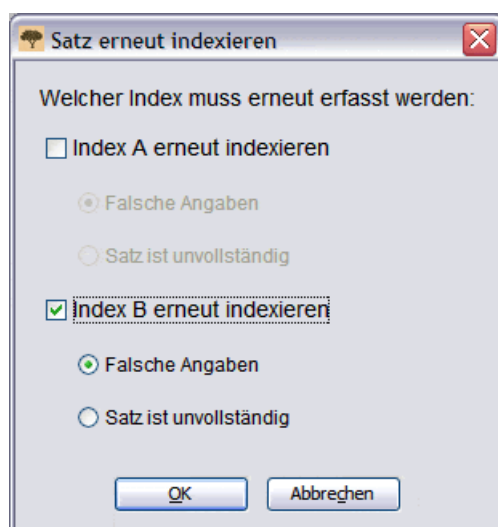 Satz erneut indexieren
Welcher Index muss erneut erfasst werden:
Index A erneut indexieren
Falsche Angaben
Satz ist unvollständig
Index B erneut indexieren
Falsche Angaben
Satz ist unvollständig
OK Abbrechen